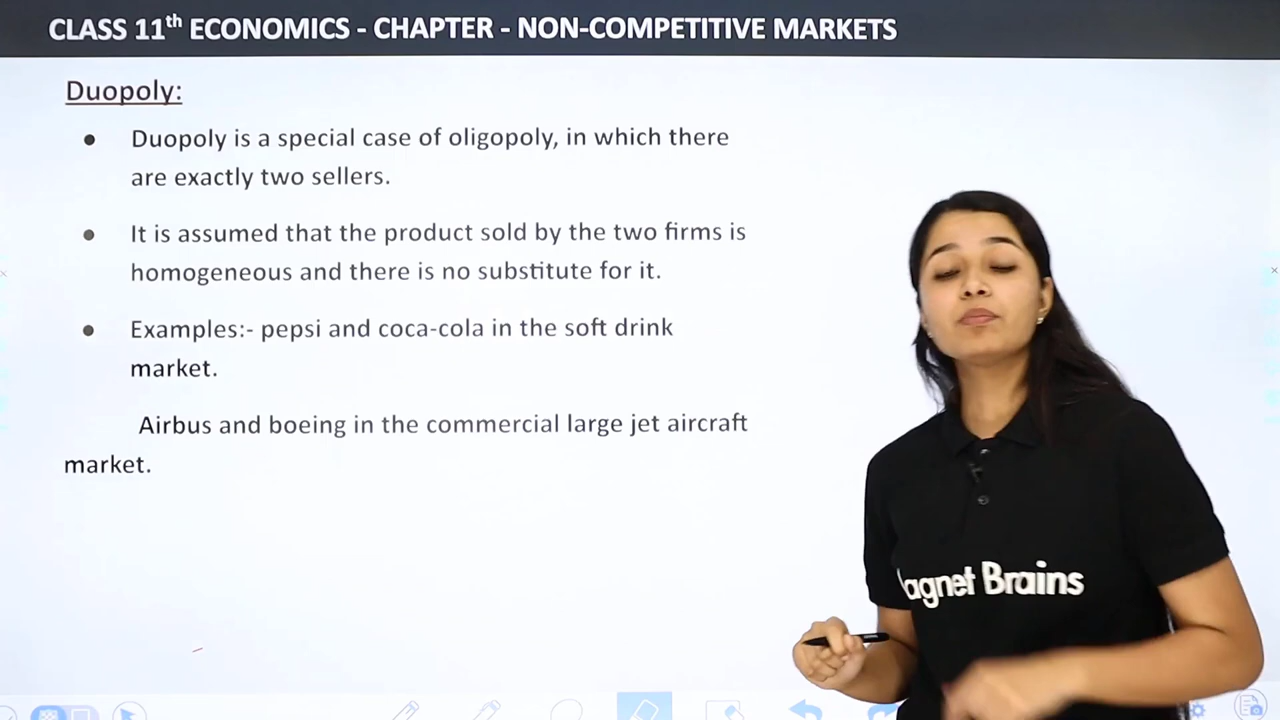 CLASS 11th ECONOMICS - CHAPTER - NON-COMPETITIVE MARKETS
Duopoly:
● Duopoly is a special case of oligopoly, in which there
are exactly two sellers.
● It is assumed that the product sold by the two firms is
homogeneous and there is no substitute for it.
● Examples:- pepsi and coca-cola in the soft drink
market.
Airbus and boeing in the commercial large jet aircraft
market.
agnet Brains